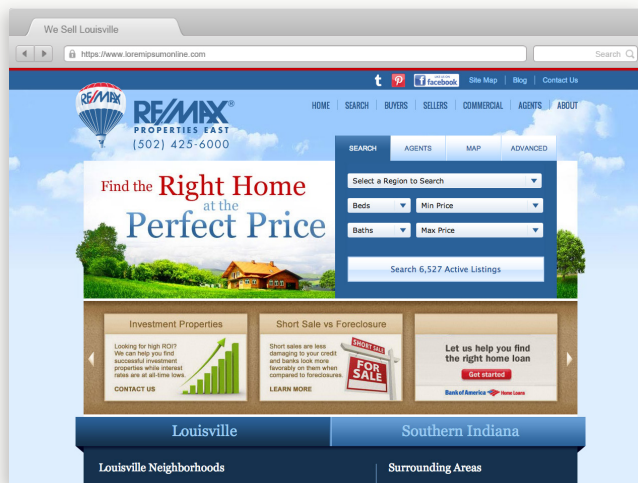 We Sell Louisville
https://www.loremipsumonline.com
Search
t
find us on
facebook
Site Map
Blog
Contact Us
RE/MAX
RE/MAX®
PROPERTIES EAST
(502) 425-6000
HOME
SEARCH
BUYERS
SELLERS
COMMERCIAL
AGENTS
ABOUT
SEARCH
AGENTS
MAP
ADVANCED
Find the Right Home
at the
Perfect Price
Select a Region to Search
Beds
Min Price
Baths
Max Price
Search 6,527 Active Listings
Investment Properties
Looking for high ROI?
We can help you find
successful investment
properties while interest
rates are at all-time lows.
CONTACT US
Short Sale vs Foreclosure
Short sales are less
damaging to your credit
and banks look more
favorably on them when
compared to foreclosures.
LEARN MORE
SHORT SALE
FOR
SALE
Let us help you find
the right home loan
Get started
Bank of America
Home Loans
Louisville
Southern Indiana
Louisville Neighborhoods
Surrounding Areas